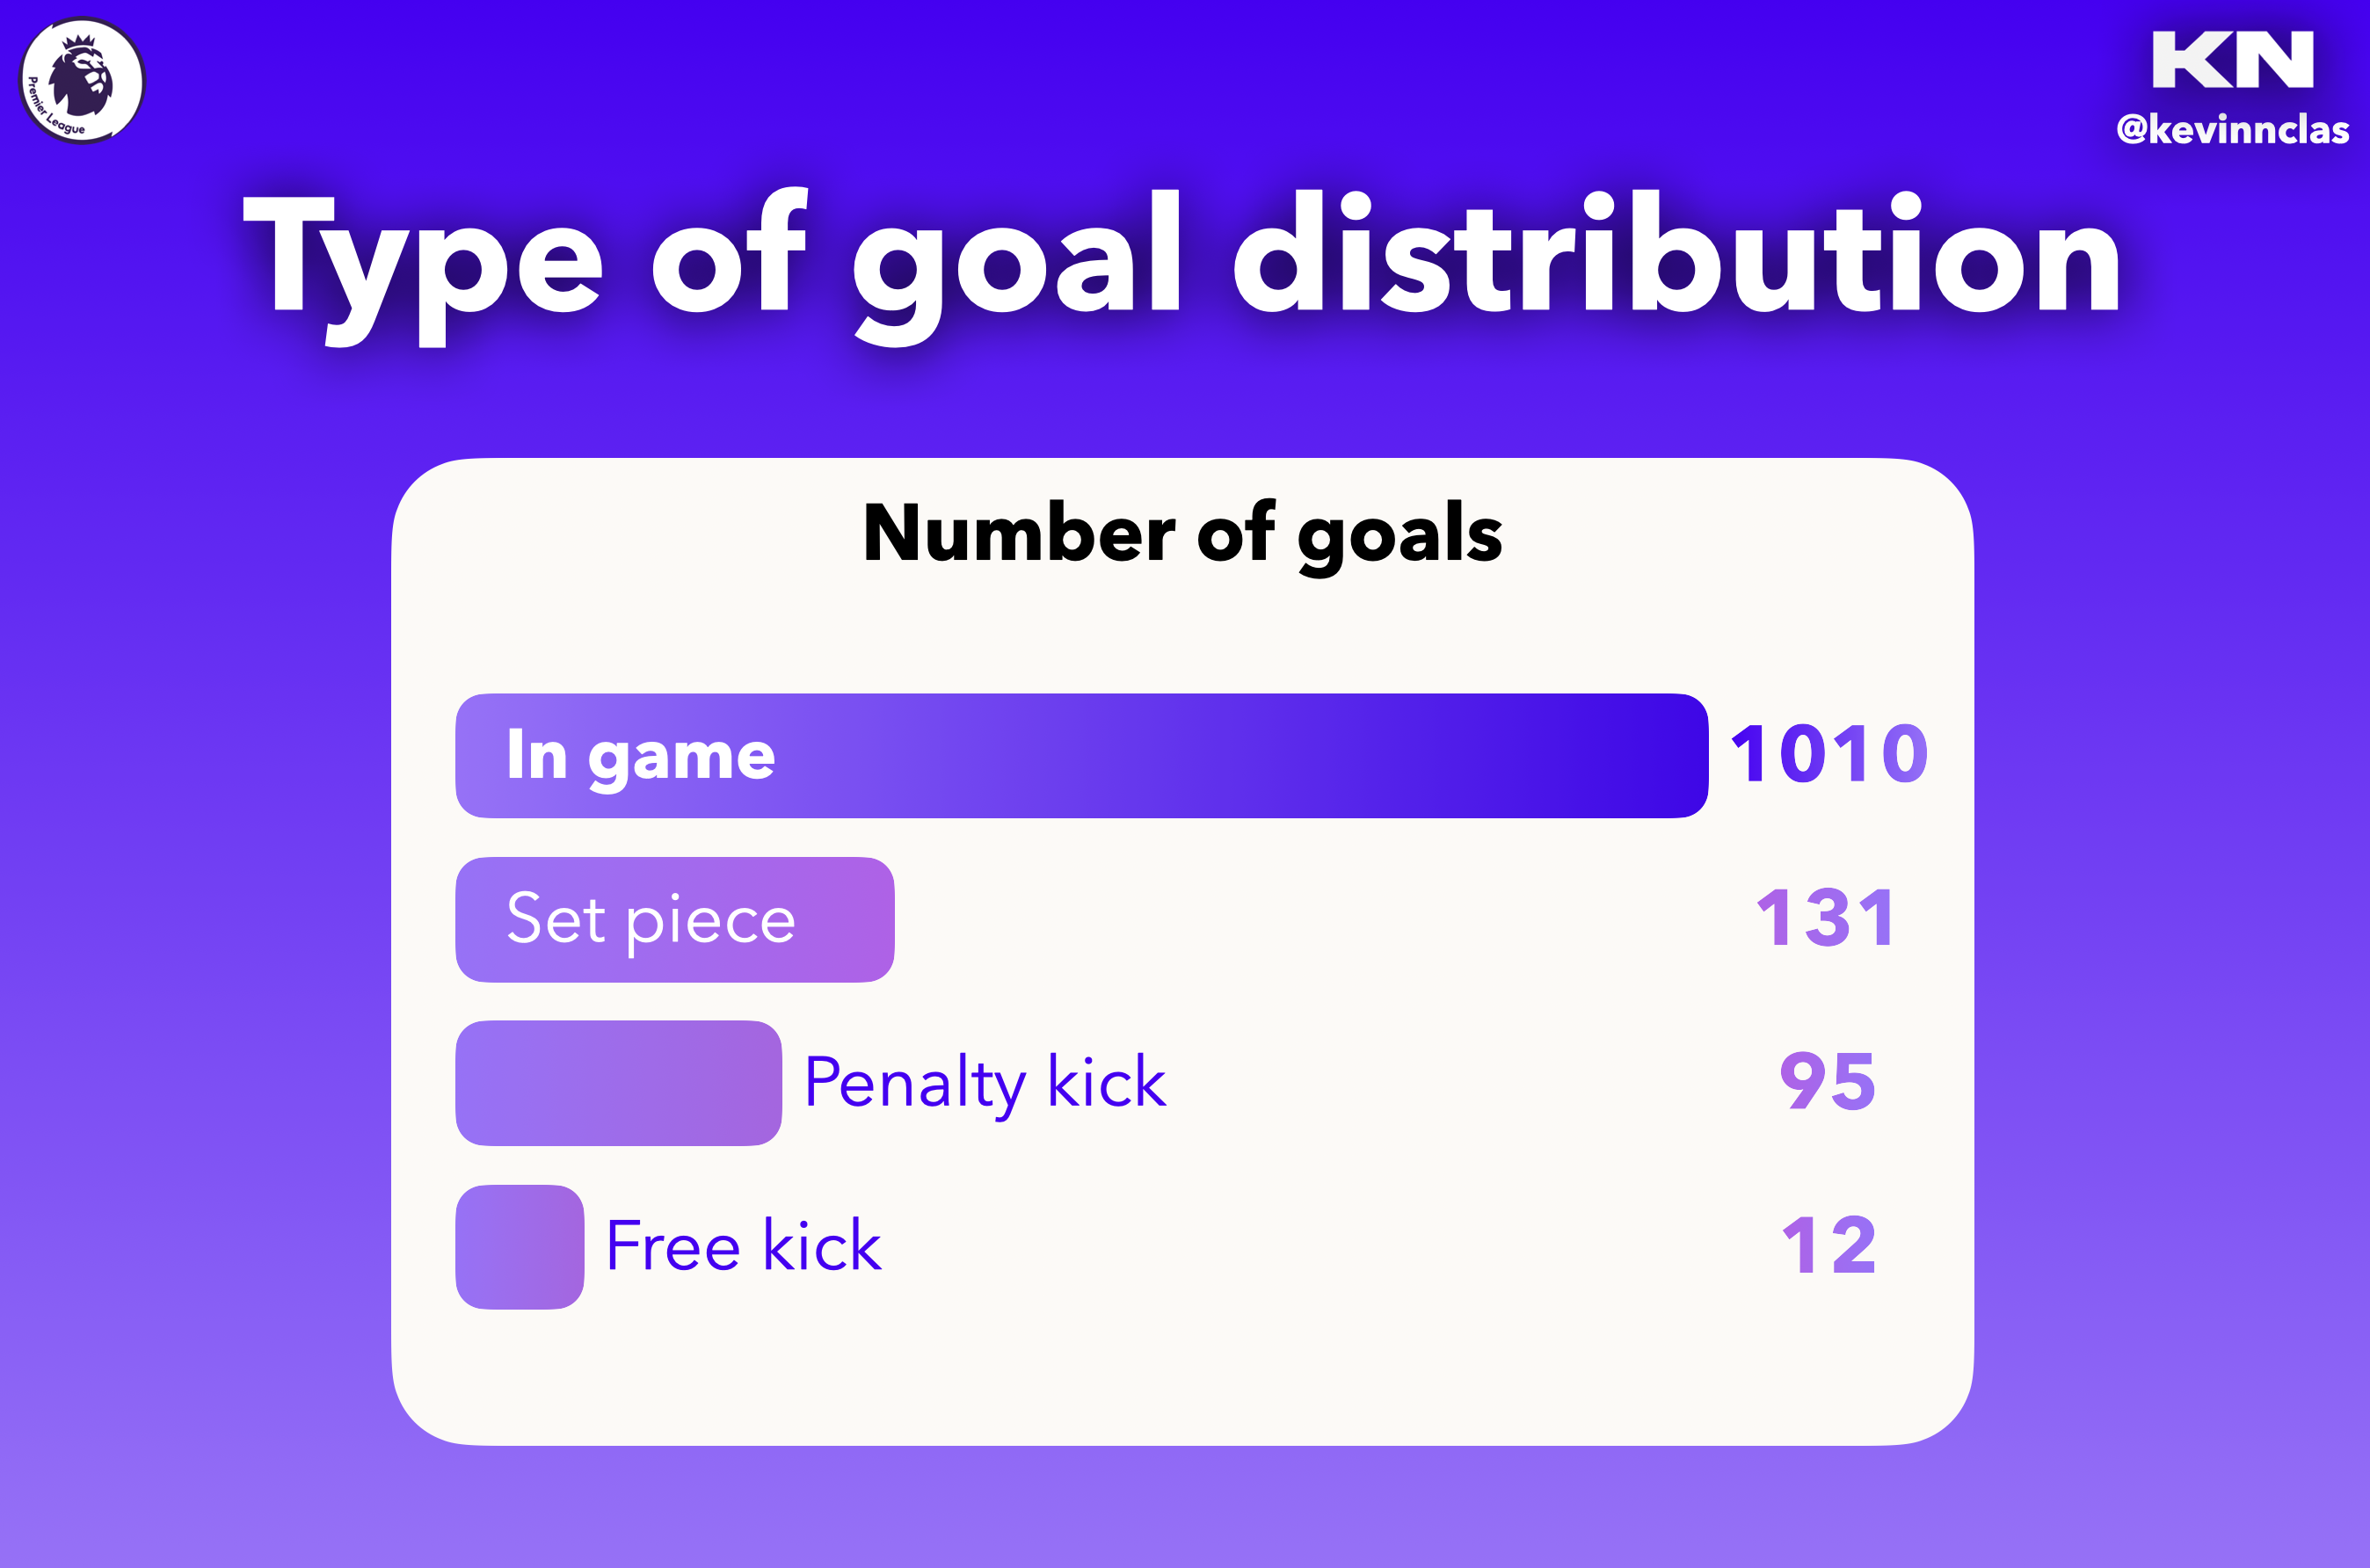 Premier League
KN
@kevinnclas
Type of goal distribution
Number of goals
In game 1010
Set piece 131
Penalty kick 95
Free kick 12